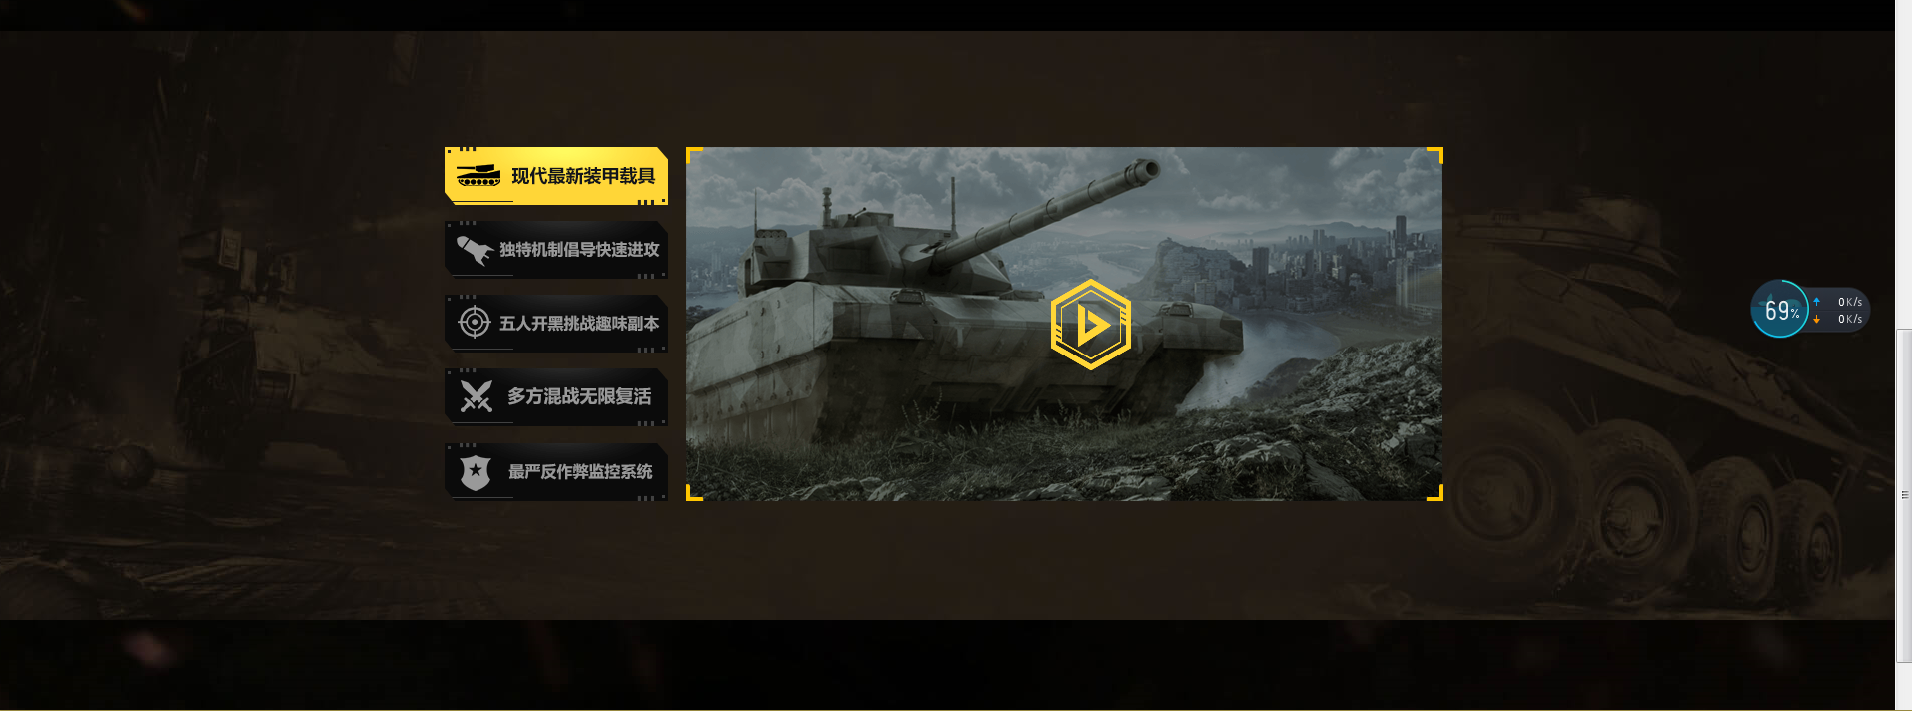 现代最新装甲载具
独特机制倡导快速进攻
五人开黑挑战趣味副本
多方混战无限复活
最严反作弊监控系统
69%
0K/s
0K/s